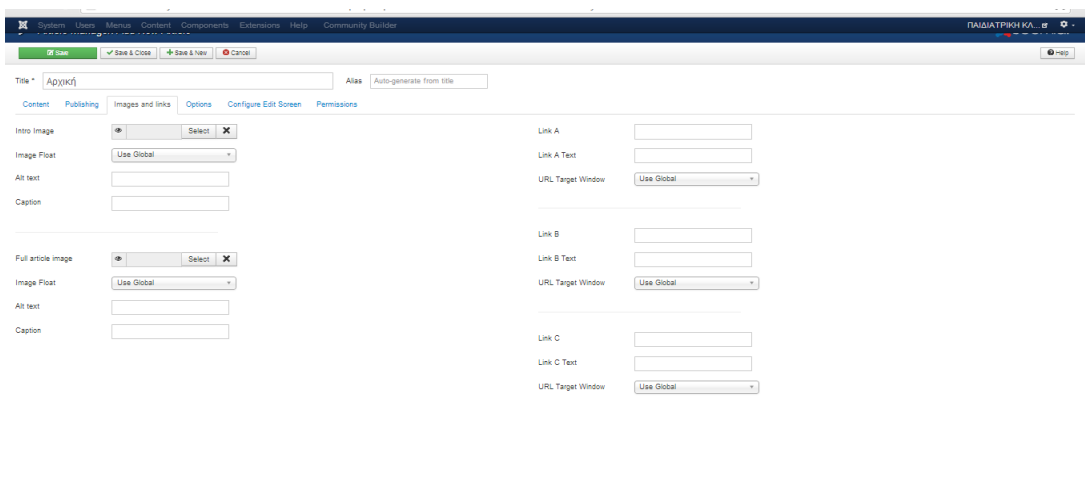 System Users Menus Content Components Extensions Help Community Builder ΠΑΙΔΙΑΤΡΙΚΗ ΚΛ...
Save Save & Close Save & New Cancel Help
Title * Αρχική Alias Auto-generate from title
Content Publishing Images and links Options Configure Edit Screen Permissions
Intro Image Select Link A
Image Float Use Global Link A Text
Alt text URL Target Window Use Global
Caption
Link B
Full article image Select Link B Text
Image Float Use Global URL Target Window Use Global
Alt text
Caption
Link C
Link C Text
URL Target Window Use Global